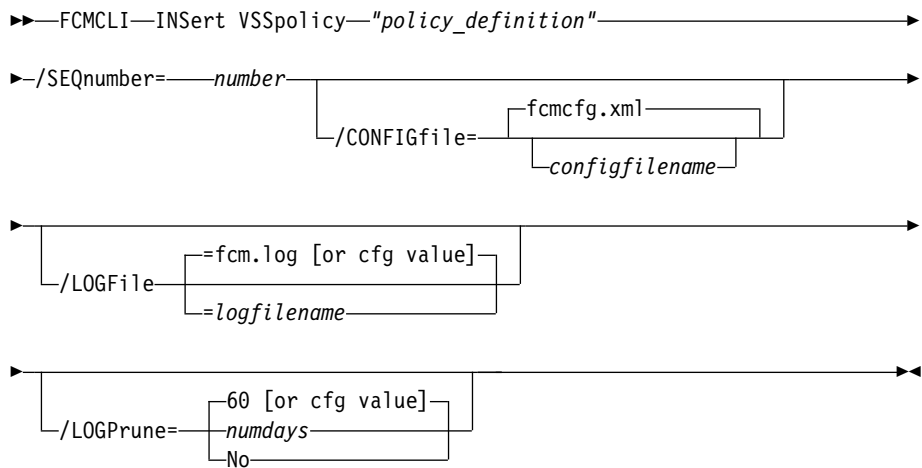 FCMCLI INSert VSSpolicy "policy_definition"
/SEQnumber= number
fcmcfg.xml
/CONFIGfile=
configfilename
=fcm.log [or cfg value]
/LOGFile
=logfilename
60 [or cfg value]
/LOGPrune= numdays
No